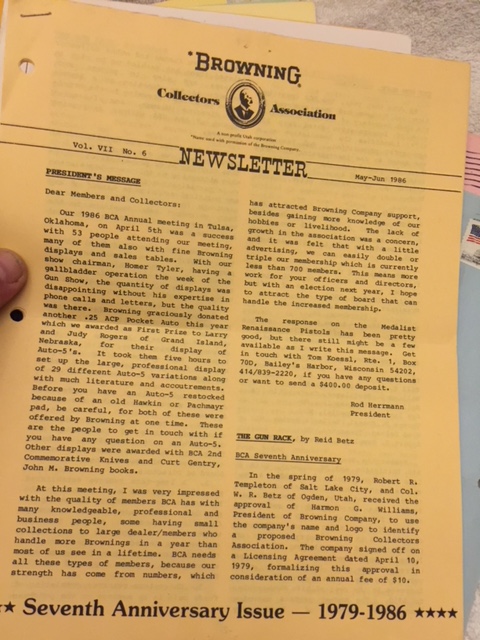 *BROWNING®
Collectors Association
A non-profit Utah corporation
*Name used with permission of the Browning Company.
Vol. VII No. 6
NEWSLETTER
May-Jun 1986
PRESIDENT'S MESSAGE
Dear Members and Collectors:
Our 1986 BCA Annual meeting in Tulsa,
Oklahoma, on April 5th was a success
with 53 people attending our meeting,
many of them also with fine Browning
displays and sales tables. With our
show chairman, Homer Tyler, having a
gallbladder operation the week of the
Gun Show, the quantity of displays was
disappointing without his expertise in
phone calls and letters, but the quality
was there. Browning graciously donated
another .25 ACP Pocket Auto this year
which we awarded as First Prize to Larry
and Judy Rogers of Grand Island,
Nebraska, for their display of
Auto-5's. It took them five hours to
set up the large, professional display
of 29 different Auto-5 variations along
with much literature and accoutrements.
Before you have an Auto-5 restocked
because of an old Hawkin or Pachmayr
pad, be careful, for both of these were
offered by Browning at one time. These
are the people to get in touch with if
you have any question on an Auto-5.
Other displays were awarded with BCA 2nd
Commemorative Knives and Curt Gentry,
John M. Browning books.
At this meeting, I was very impressed
with the quality of members BCA has with
many knowledgeable, professional and
business people, some having small
collections to large dealer/members who
handle more Brownings in a year than
most of us see in a lifetime. BCA needs
all these types of members, because our
strength has come from numbers, which
has attracted Browning Company support,
besides gaining more knowledge of our
hobbies or livelihood. The lack of
growth in the association was a concern,
and it was felt that with a little
advertising, we can easily double or
triple our membership which is currently
less than 700 members. This means more
work for your officers and directors,
but with an election next year, I hope
to attract the type of board that can
handle the increased membership.
The response on the Medalist
Renaissance Pistols has been pretty
good, but there still might be a few
available as I write this message. Get
in touch with Tom Koessl, Rte. 1, Box
70, Bailey's Harbor, Wisconsin 54202,
414/839-2220, if you have any questions
or want to send a $400.00 deposit.
Rod Herrmann
President
THE GUN RACK, by Reid Betz
BCA Seventh Anniversary
In the spring of 1979, Robert R.
Templeton of Salt Lake City, and Col.
W. R. Betz of Ogden, Utah, received the
approval of Harmon G. Williams,
President of Browning Company, to use
the company's name and logo to identify
a proposed Browning Collectors
Association. The company signed off on
a Licensing Agreement dated April 10,
1979, formalizing this approval in
consideration of an annual fee of $10.
★★ Seventh Anniversary Issue — 1979-1986 ★★★★